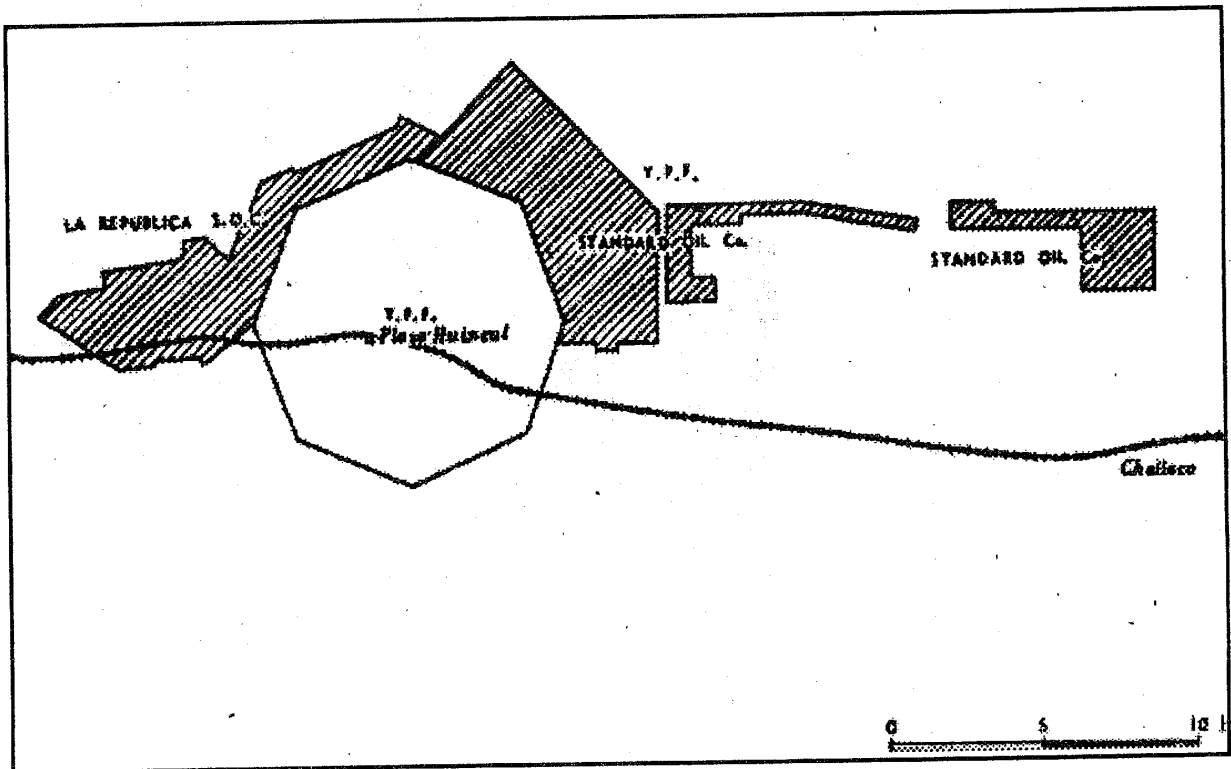 Y.P.F.
LA REPUBLICA S.O.C.
STANDARD OIL Co.
STANDARD OIL Co.
Y.P.F.
Plaza Huincul
Challaco
0 5 10